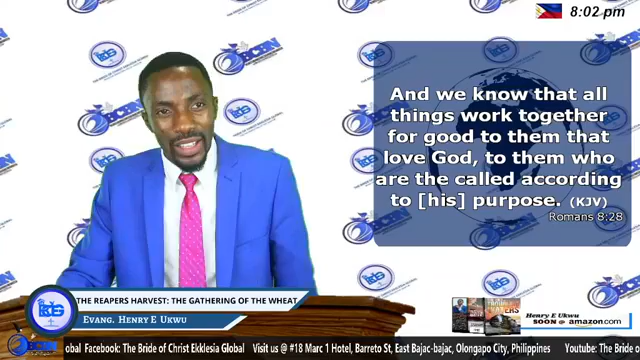 8:02 pm
And we know that all
things work together
for good to them that
love God, to them who
are the called according
to [his] purpose. (KJV)
Romans 8:28
THE REAPERS HARVEST: THE GATHERING OF THE WHEAT
EVANG. HENRY E UKWU
Henry E Ukwu
SOON @ amazon.com
obal Facebook: The Bride of Christ Ekklesia Global Visit us @ #18 Marc 1 Hotel, Barreto St, East Bajac-bajac, Olongapo City, Philippines Youtube: The Bride o